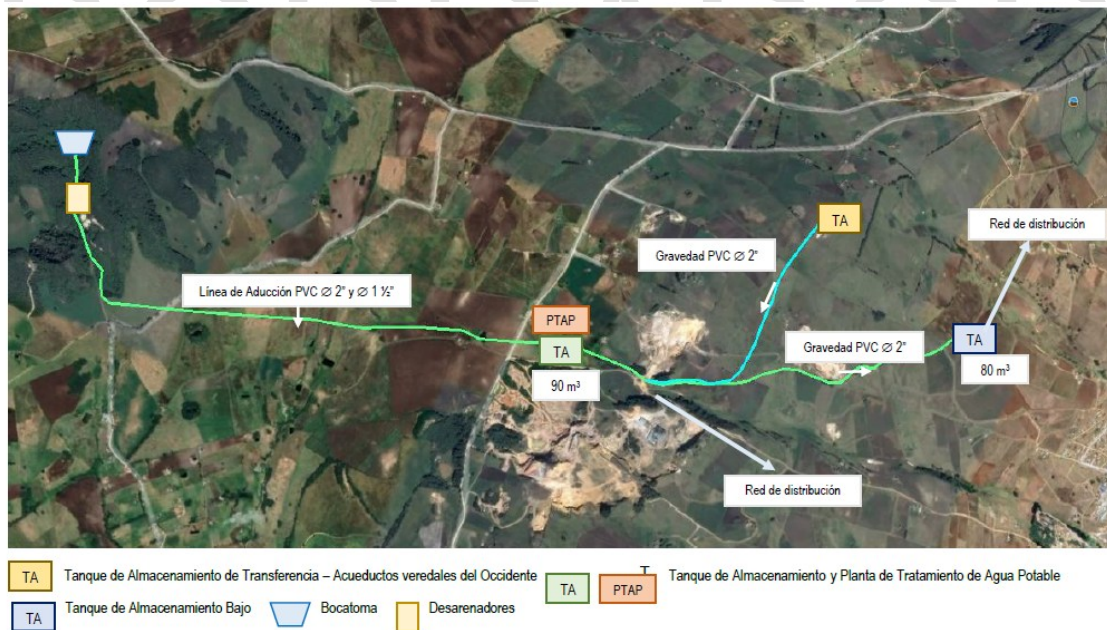 TA
Red de distribución
Gravedad PVC ∅ 2"
Línea de Aducción PVC ∅ 2" y ∅ 1 ½"
PTAP
TA
90 m³
Gravedad PVC ∅ 2"
TA
80 m³
Red de distribución
TA Tanque de Almacenamiento de Transferencia – Acueductos veredales del Occidente TA PTAP Tanque de Almacenamiento y Planta de Tratamiento de Agua Potable
TA Tanque de Almacenamiento Bajo Bocatoma Desarenadores